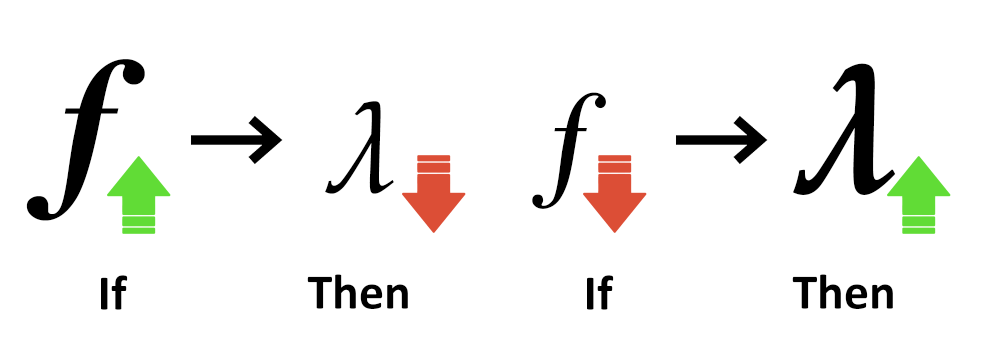 f → λ f → λ
If Then If Then